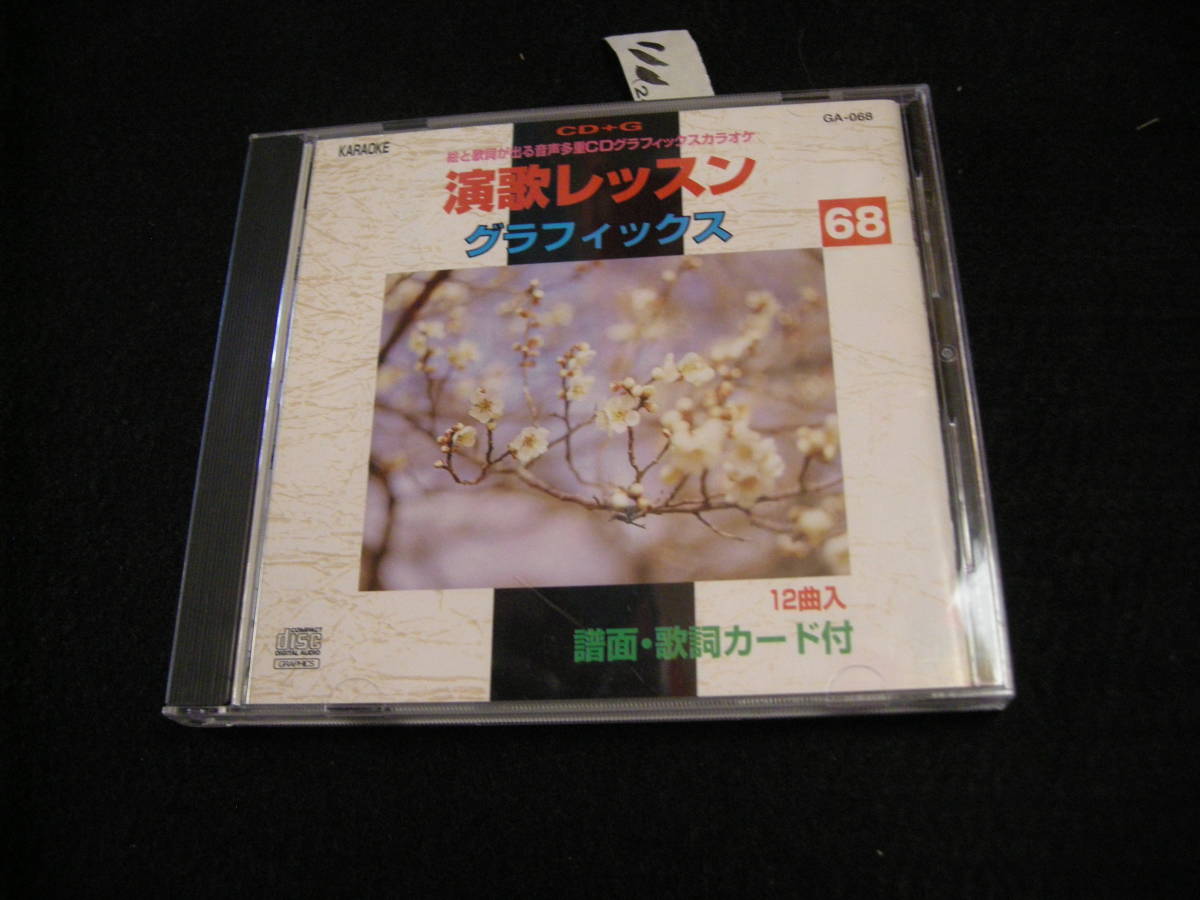 CD+G
GA-068
KARAOKE
絵と歌詞が出る音声多重CDグラフィックスカラオケ
演歌レッスン
グラフィックス
68
12曲入
譜面・歌詞カード付
COMPACT
disc
DIGITAL AUDIO
GRAPHICS